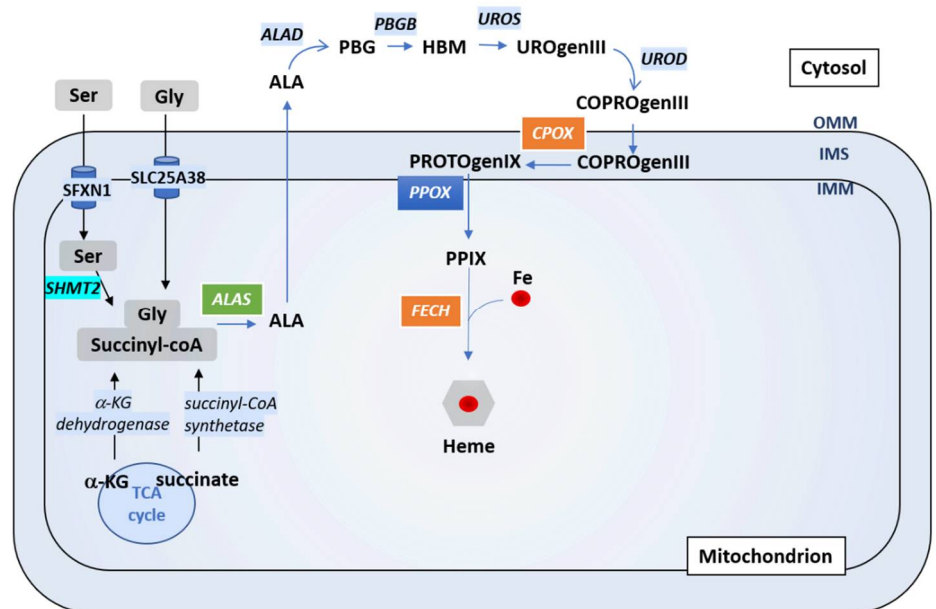 ALAD
PBGB
UROS
PBG
HBM
UROgenIII
UROD
Cytosol
Ser
Gly
ALA
COPROgenIII
OMM
CPOX
IMS
PROTOgenIX
COPROgenIII
SFXN1
SLC25A38
PPOX
IMM
Ser
PPIX
SHMT2
Fe
ALAS
Gly
FECH
ALA
Succinyl-coA
α-KG
dehydrogenase
succinyl-CoA
synthetase
Heme
α-KG
succinate
TCA
cycle
Mitochondrion